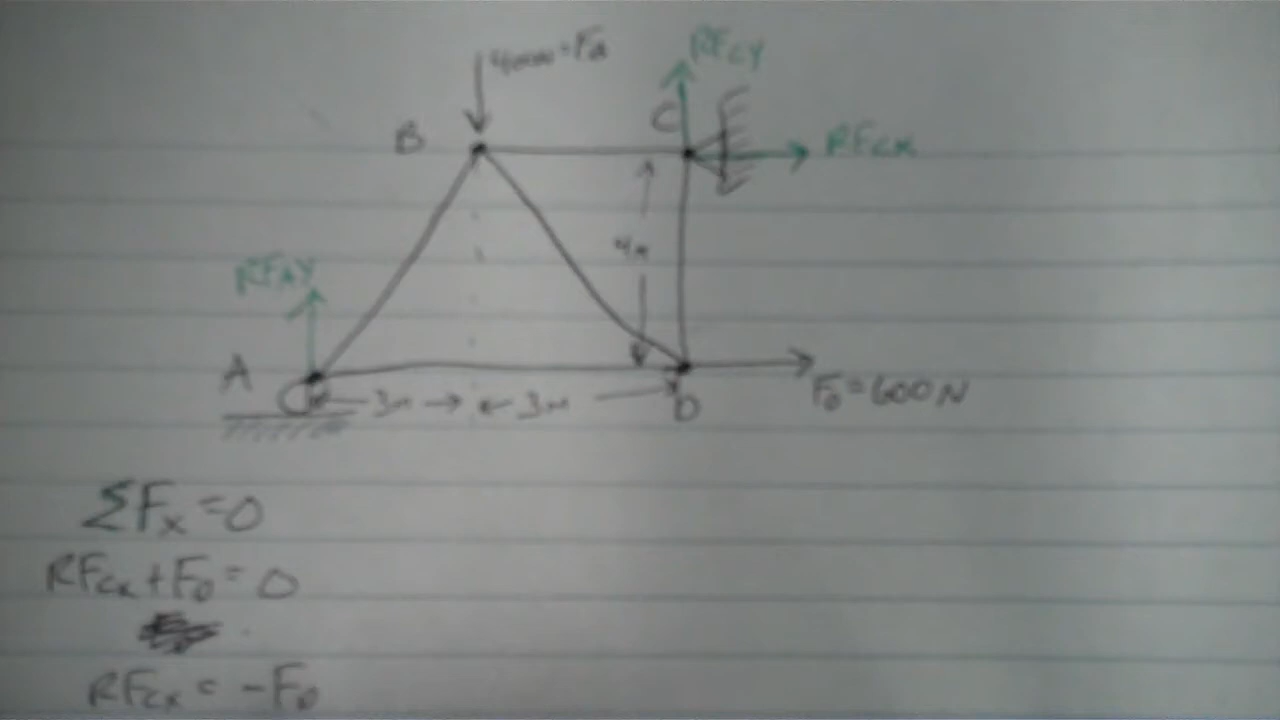 400N = FB
RFCY
B
C
RFCX
4m
RFAY
A
3m
3m
D
FD = 600N
ΣFx = 0
RFCx + FD = 0
RFCx = -FD